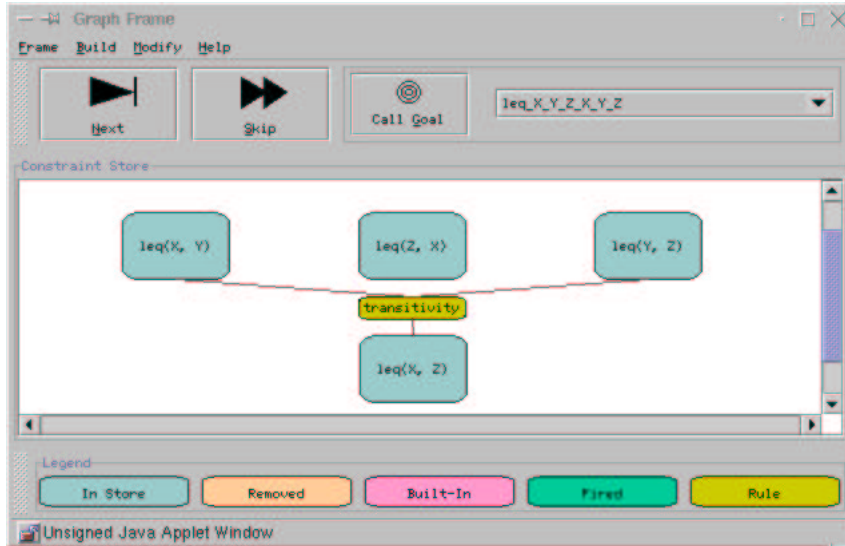 Graph Frame
Frame Build Modify Help
Next
Skip
Call Goal
leq_X_Y_Z_X_Y_Z
Constraint Store
leq(X, Y)
leq(Z, X)
leq(Y, Z)
transitivity
leq(X, Z)
Legend
In Store
Removed
Built-In
Fired
Rule
Unsigned Java Applet Window